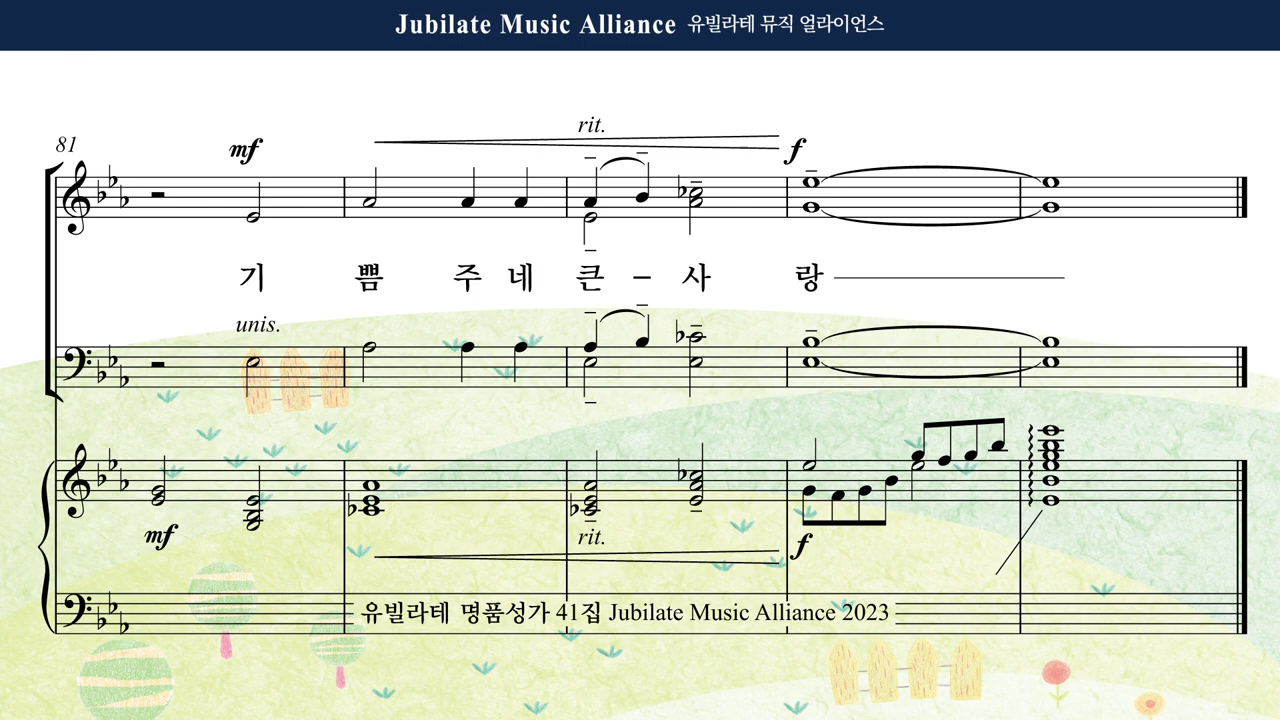 Jubilate Music Alliance 유빌라테 뮤직 얼라이언스
rit.
81 mf f
기 쁨 주 네 큰 – 사 랑
unis.
mf rit. f
유빌라테 명품성가 41집 Jubilate Music Alliance 2023